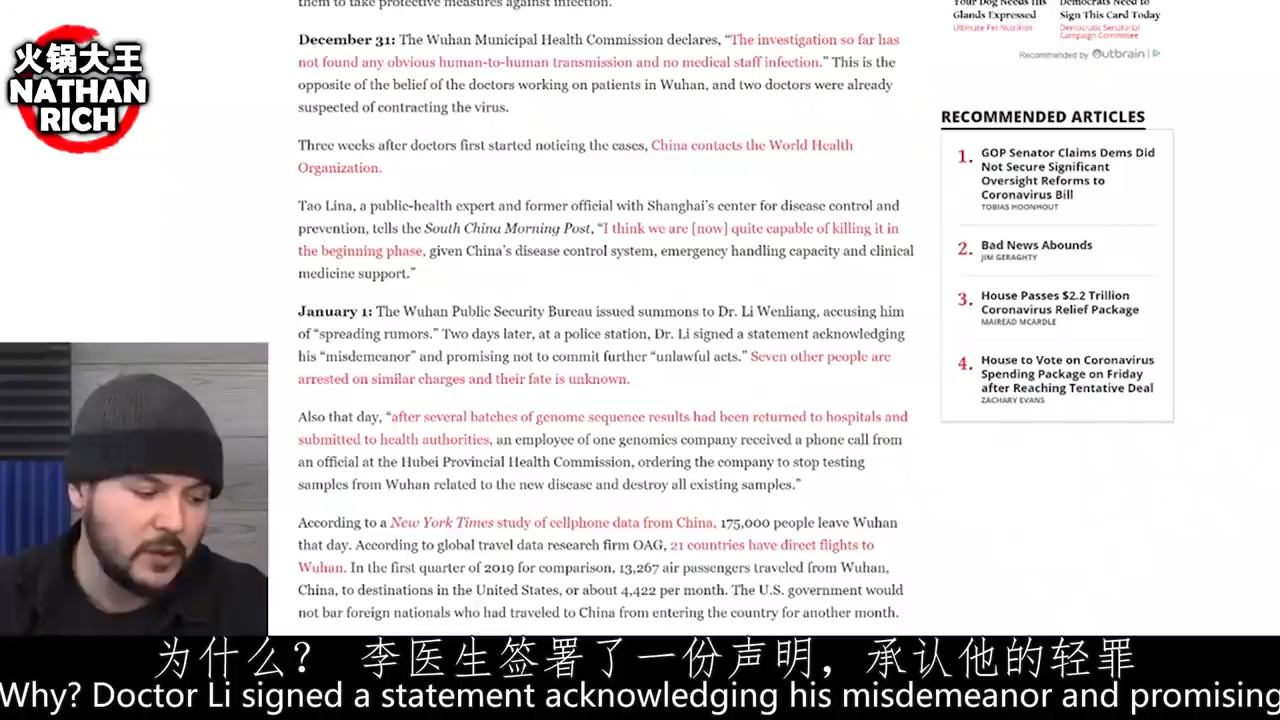 them to take protective measures against infection.
December 31: The Wuhan Municipal Health Commission declares, “The investigation so far has
not found any obvious human-to-human transmission and no medical staff infection.” This is the
opposite of the belief of the doctors working on patients in Wuhan, and two doctors were already
suspected of contracting the virus.
Three weeks after doctors first started noticing the cases, China contacts the World Health
Organization.
Tao Lina, a public-health expert and former official with Shanghai’s center for disease control and
prevention, tells the South China Morning Post, “I think we are [now] quite capable of killing it in
the beginning phase, given China’s disease control system, emergency handling capacity and clinical
medicine support.”
January 1: The Wuhan Public Security Bureau issued summons to Dr. Li Wenliang, accusing him
of “spreading rumors.” Two days later, at a police station, Dr. Li signed a statement acknowledging
his “misdemeanor” and promising not to commit further “unlawful acts.” Seven other people are
arrested on similar charges and their fate is unknown.
Also that day, “after several batches of genome sequence results had been returned to hospitals and
submitted to health authorities, an employee of one genomics company received a phone call from
an official at the Hubei Provincial Health Commission, ordering the company to stop testing
samples from Wuhan related to the new disease and destroy all existing samples.”
According to a New York Times study of cellphone data from China, 175,000 people leave Wuhan
that day. According to global travel data research firm OAG, 21 countries have direct flights to
Wuhan. In the first quarter of 2019 for comparison, 13,267 air passengers traveled from Wuhan,
China, to destinations in the United States, or about 4,422 per month. The U.S. government would
not bar foreign nationals who had traveled to China from entering the country for another month.
Your Dog Needs His
Glands Expressed
Ultimate Pet Nutrition
Democrats Need to
Sign This Card Today
Democratic Senatorial
Campaign Committee
Recommended by Outbrain
RECOMMENDED ARTICLES
1. GOP Senator Claims Dems Did
Not Secure Significant
Oversight Reforms to
Coronavirus Bill
TOBIAS HOONHOUT
2. Bad News Abounds
JIM GERAGHTY
3. House Passes $2.2 Trillion
Coronavirus Relief Package
MAIREAD MCARDLE
4. House to Vote on Coronavirus
Spending Package on Friday
after Reaching Tentative Deal
ZACHARY EVANS
火锅大王
NATHAN
RICH
为什么？ 李医生签署了一份声明，承认他的轻罪
Why? Doctor Li signed a statement acknowledging his misdemeanor and promising